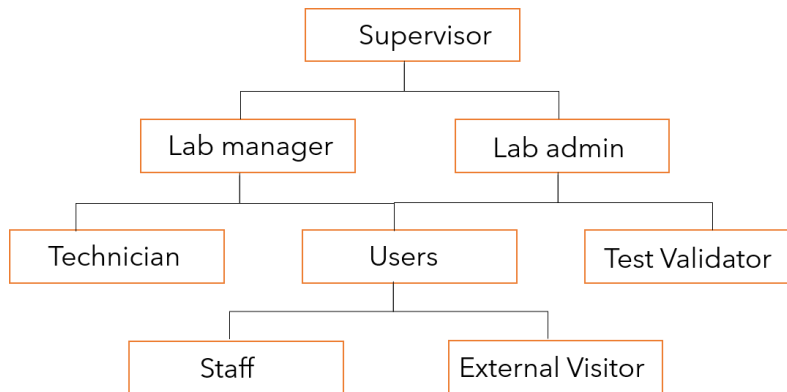 Supervisor
Lab manager
Lab admin
Technician
Users
Test Validator
Staff
External Visitor